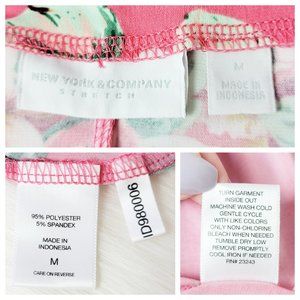 NEW YORK & COMPANY
STRETCH
M
MADE IN
INDONESIA
95% POLYESTER
5% SPANDEX
MADE IN
INDONESIA
M
CARE ON REVERSE
ID980006
TURN GARMENT
INSIDE OUT
MACHINE WASH COLD
GENTLE CYCLE
WITH LIKE COLORS
ONLY NON-CHLORINE
BLEACH WHEN NEEDED
TUMBLE DRY LOW
REMOVE PROMPTLY
COOL IRON IF NEEDED
RN# 23243